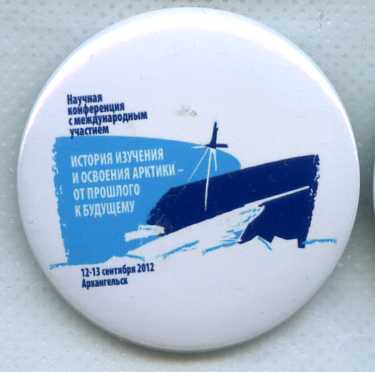 Научная
конференция
с международным
участием
ИСТОРИЯ ИЗУЧЕНИЯ
И ОСВОЕНИЯ АРКТИКИ –
ОТ ПРОШЛОГО
К БУДУЩЕМУ
12-13 сентября 2012
Архангельск